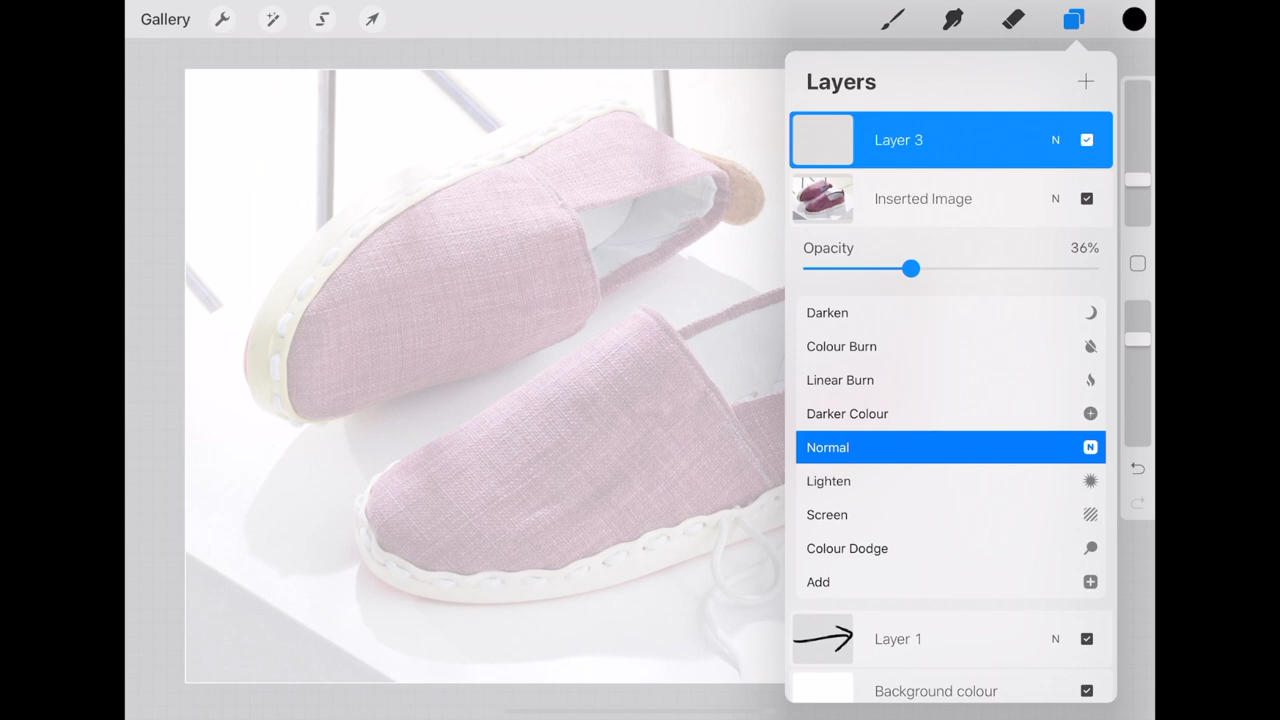 Gallery
Layers
Layer 3 N
Inserted Image N
Opacity 36%
Darken
Colour Burn
Linear Burn
Darker Colour
Normal N
Lighten
Screen
Colour Dodge
Add
Layer 1 N
Background colour